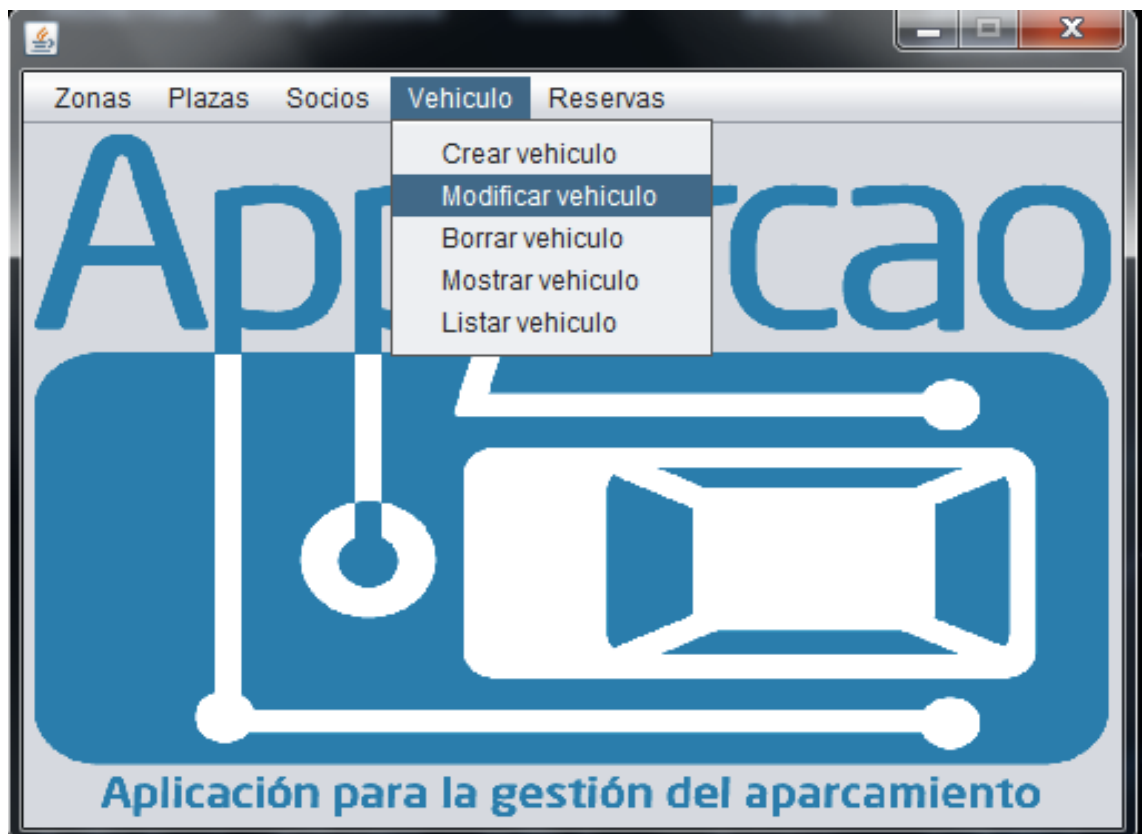 Zonas Plazas Socios Vehiculo Reservas
Crear vehiculo
Modificar vehiculo
Borrar vehiculo
Mostrar vehiculo
Listar vehiculo
Aplicación para la gestión del aparcamiento